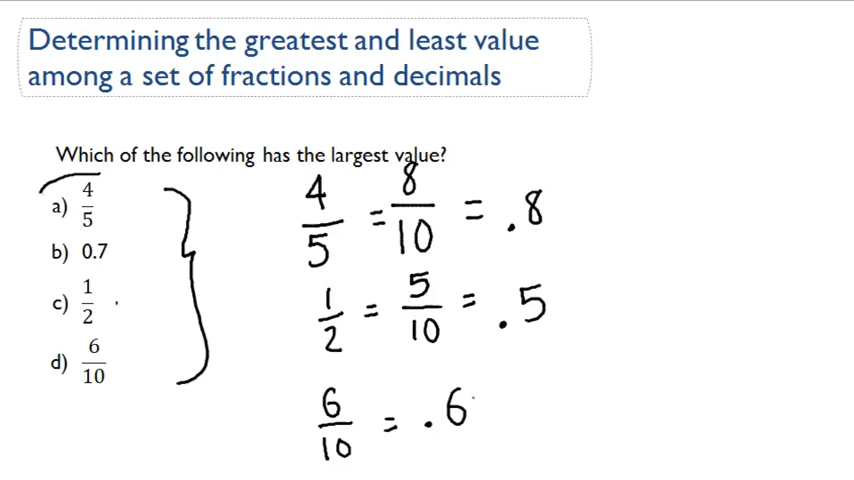 Determining the greatest and least value
among a set of fractions and decimals
Which of the following has the largest value?
a) 4/5
b) 0.7
c) 1/2
d) 6/10
4/5 = 8/10 = .8
1/2 = 5/10 = .5
6/10 = .6